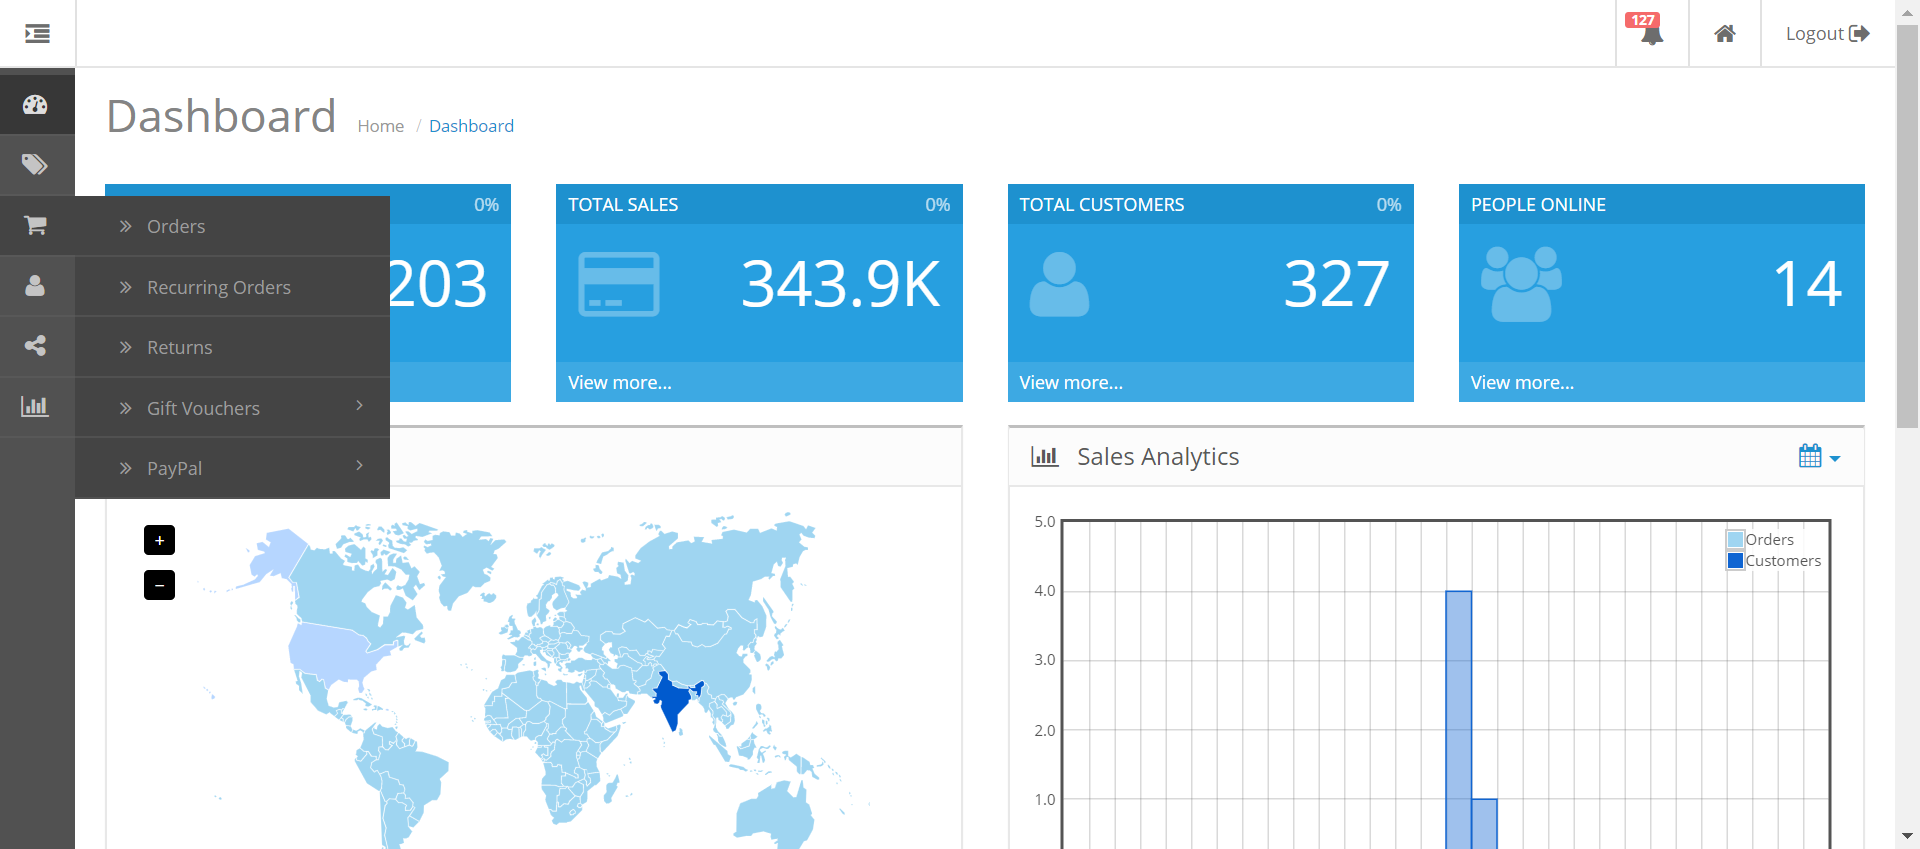 127
Logout
Dashboard
Home / Dashboard
0%
TOTAL SALES 0%
TOTAL CUSTOMERS 0%
PEOPLE ONLINE
Orders
Recurring Orders
Returns
Gift Vouchers
PayPal
203
343.9K
327
14
View more...
View more...
View more...
Sales Analytics
+
−
5.0
4.0
3.0
2.0
1.0
Orders
Customers